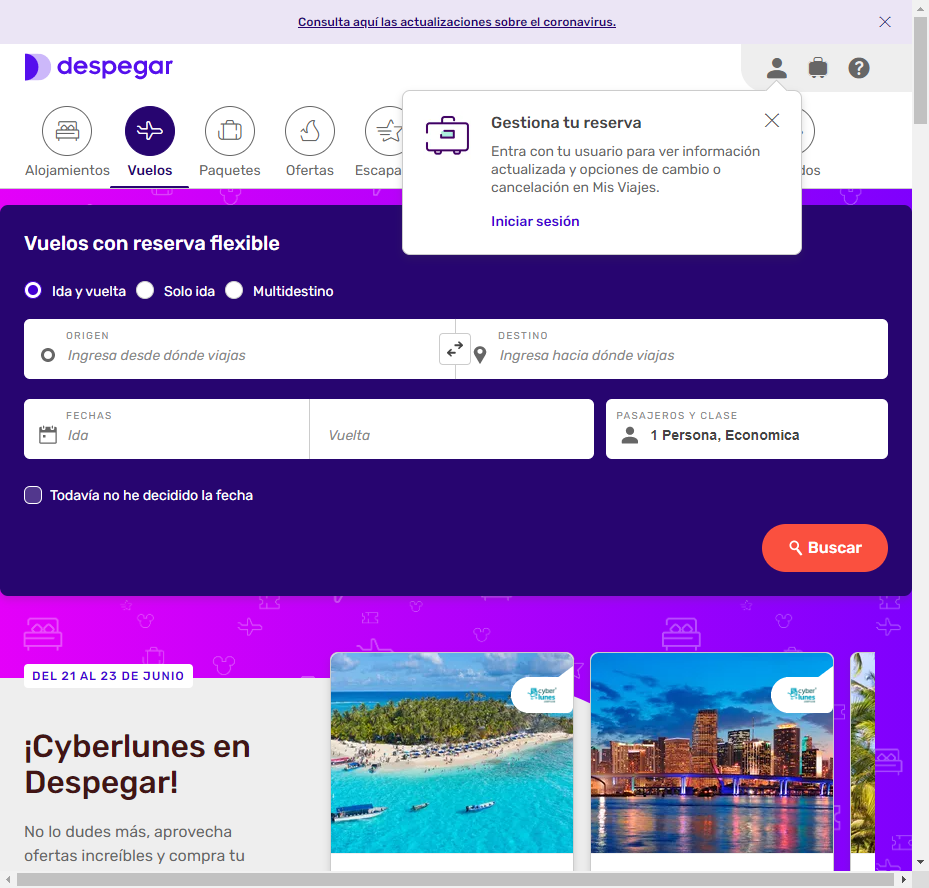 Consulta aquí las actualizaciones sobre el coronavirus.
despegar
Alojamientos
Vuelos
Paquetes
Ofertas
Escapa
dos
Gestiona tu reserva
Entra con tu usuario para ver información
actualizada y opciones de cambio o
cancelación en Mis Viajes.
Iniciar sesión
Vuelos con reserva flexible
Ida y vuelta
Solo ida
Multidestino
ORIGEN
Ingresa desde dónde viajas
DESTINO
Ingresa hacia dónde viajas
FECHAS
Ida
Vuelta
PASAJEROS Y CLASE
1 Persona, Economica
Todavía no he decidido la fecha
Buscar
DEL 21 AL 23 DE JUNIO
¡Cyberlunes en
Despegar!
No lo dudes más, aprovecha
ofertas increíbles y compra tu
cyber
lunes
cyber
lunes